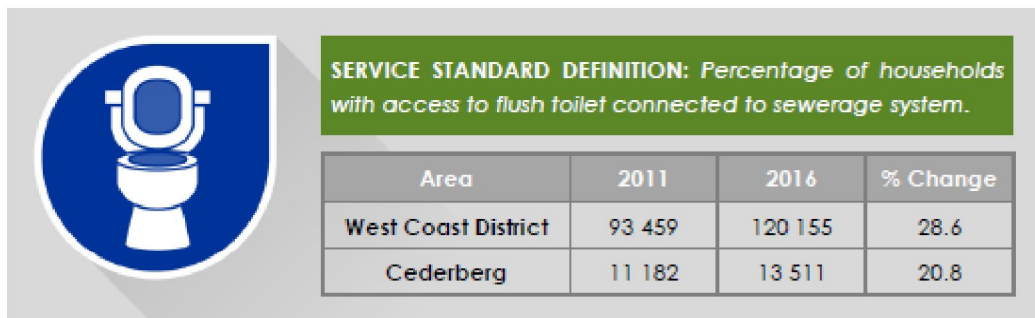 SERVICE STANDARD DEFINITION: Percentage of households
with access to flush toilet connected to sewerage system.
Area 2011 2016 % Change
West Coast District 93 459 120 155 28.6
Cederberg 11 182 13 511 20.8